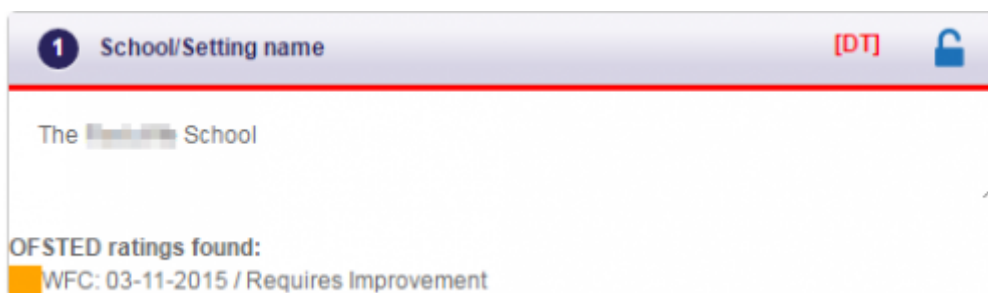 1 School/Setting name [DT]
The School
OFSTED ratings found:
WFC: 03-11-2015 / Requires Improvement